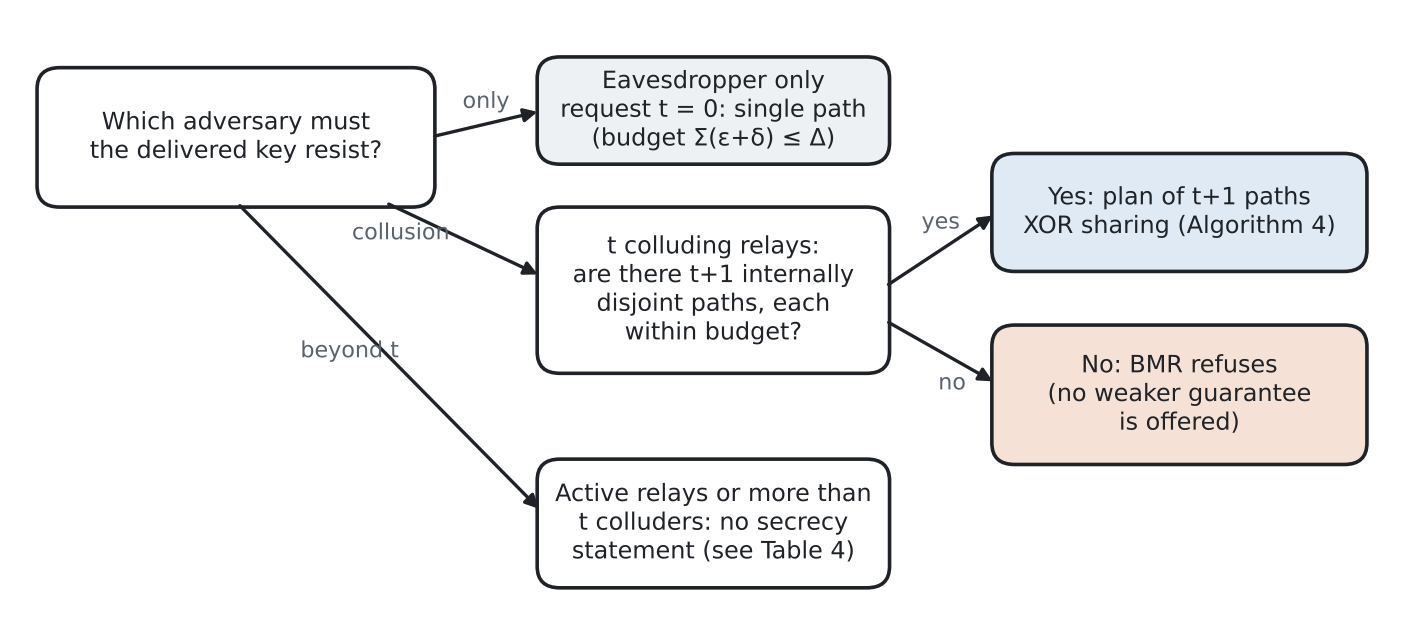 Which adversary must
the delivered key resist?
only
Eavesdropper only
request t = 0: single path
(budget Σ(ε+δ) ≤ Δ)
collusion
t colluding relays:
are there t+1 internally
disjoint paths, each
within budget?
yes
Yes: plan of t+1 paths
XOR sharing (Algorithm 4)
no
No: BMR refuses
(no weaker guarantee
is offered)
beyond t
Active relays or more than
t colluders: no secrecy
statement (see Table 4)